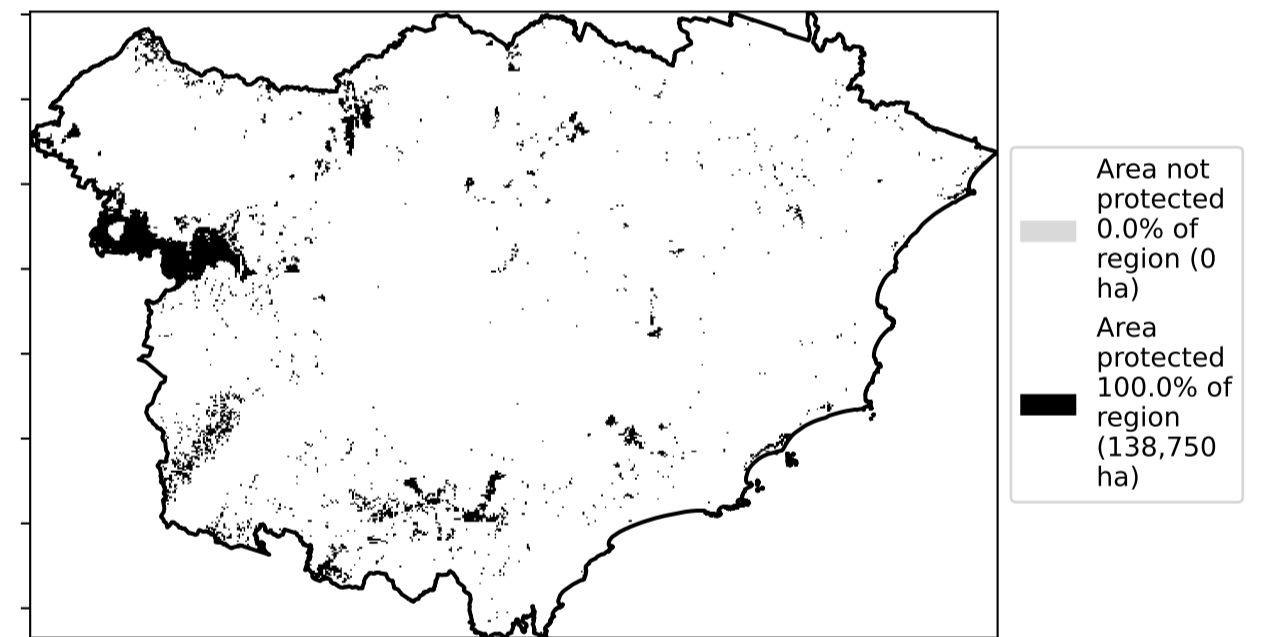 Area not
protected
0.0% of
region (0
ha)
Area
protected
100.0% of
region
(138,750
ha)